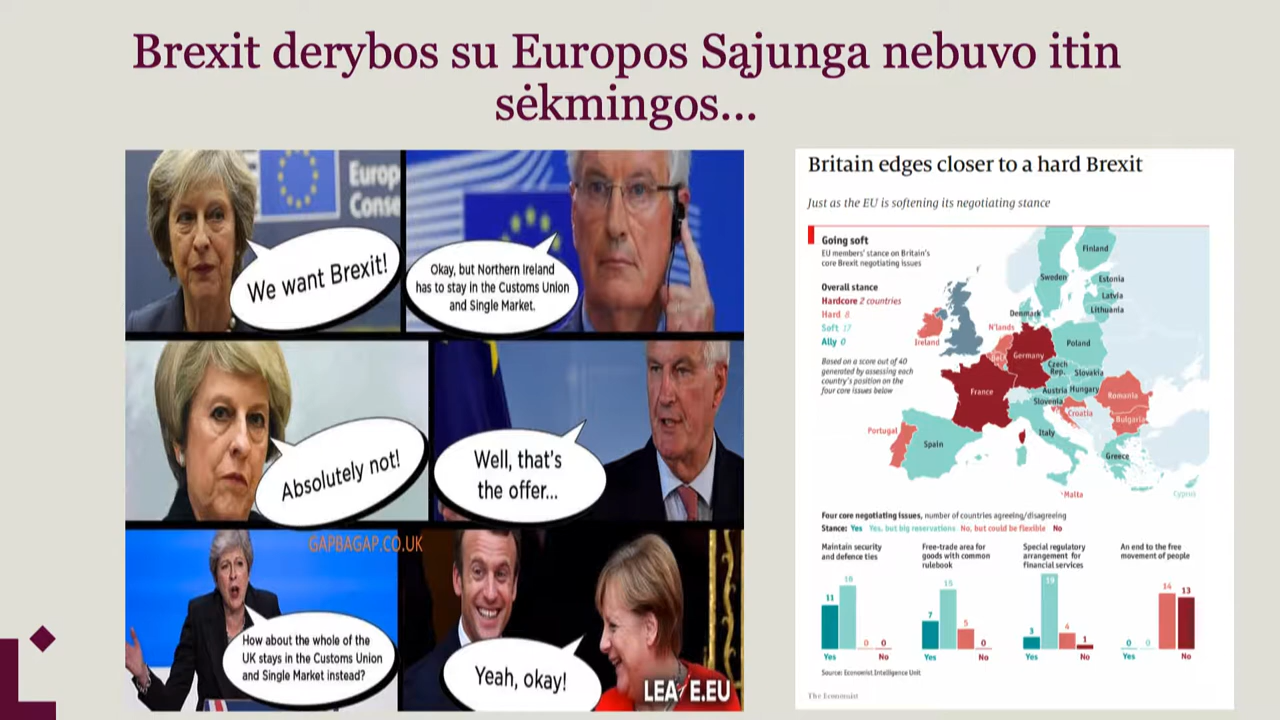 Brexit derybos su Europos Sąjunga nebuvo itin
sėkmingos...
Europ
Conse
We want Brexit!
Okay, but Northern Ireland
has to stay in the Customs Union
and Single Market.
Absolutely not!
Well, that's
the offer...
GAPBAGAP.CO.UK
How about the whole of the
UK stays in the Customs Union
and Single Market instead?
Yeah, okay!
LEAVE.EU
Britain edges closer to a hard Brexit
Just as the EU is softening its negotiating stance
Going soft
EU members' stance on Britain's
core Brexit negotiating issues
Overall stance
Hardcore 2 countries
Hard 8
Soft 17
Ally 0
Based on a score out of 40
generated by assessing each
country's position on the
four core issues below
Finland
Sweden
Estonia
Latvia
Lithuania
Denmark
N'lands
Ireland
Bel.
Germany
Poland
Czech
Rep.
Slovakia
France
Austria
Hungary
Slovenia
Romania
Croatia
Bulgaria
Portugal
Spain
Italy
Greece
Malta
Cyprus
Four core negotiating issues, number of countries agreeing/disagreeing
Stance: Yes Yes, but big reservations No, but could be flexible No
Maintain security
and defence ties
11 18 0 0
Yes No
Free-trade area for
goods with common
rulebook
7 15 5 0
Yes No
Special regulatory
arrangement for
financial services
3 19 4 1
Yes No
An end to the free
movement of people
0 0 14 13
Yes No
Source: Economist Intelligence Unit
The Economist